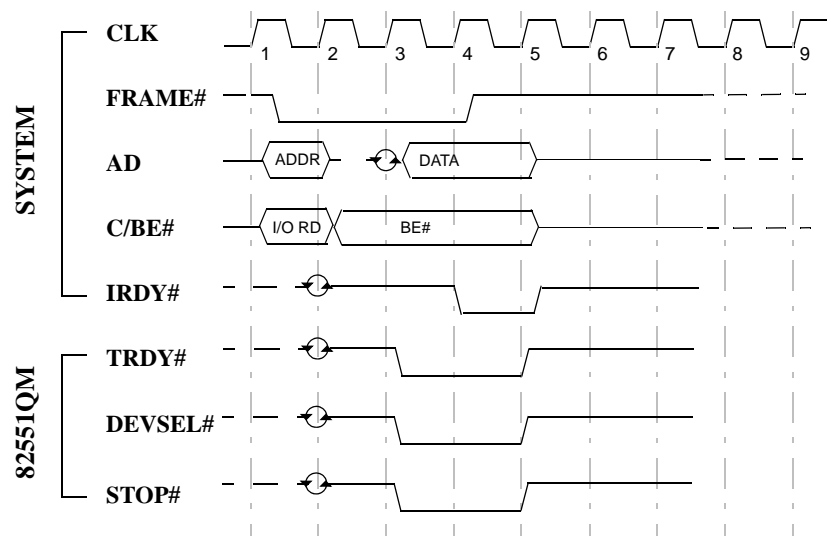 SYSTEM
CLK
1 2 3 4 5 6 7 8 9
FRAME#
AD
ADDR DATA
C/BE#
I/O RD BE#
IRDY#
82551QM
TRDY#
DEVSEL#
STOP#